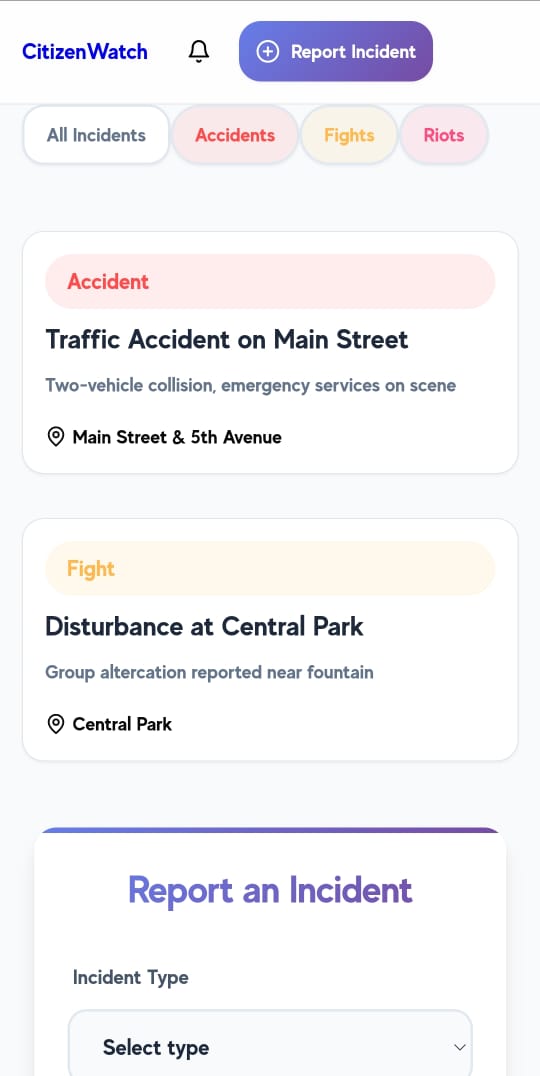 CitizenWatch
Report Incident
All Incidents
Accidents
Fights
Riots
Accident
Traffic Accident on Main Street
Two-vehicle collision, emergency services on scene
Main Street & 5th Avenue
Fight
Disturbance at Central Park
Group altercation reported near fountain
Central Park
Report an Incident
Incident Type
Select type